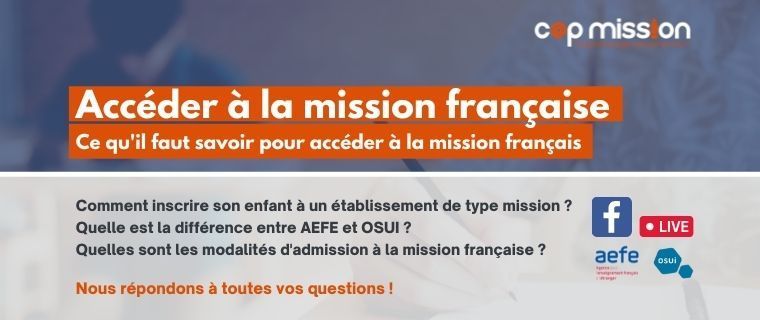 cap mission
Accéder à la mission française
Ce qu'il faut savoir pour accéder à la mission français
Comment inscrire son enfant à un établissement de type mission ?
Quelle est la différence entre AEFE et OSUI ?
Quelles sont les modalités d'admission à la mission française ?
Nous répondons à toutes vos questions !
f
LIVE
aefe
Agence pour
l'enseignement français
à l'étranger
osui